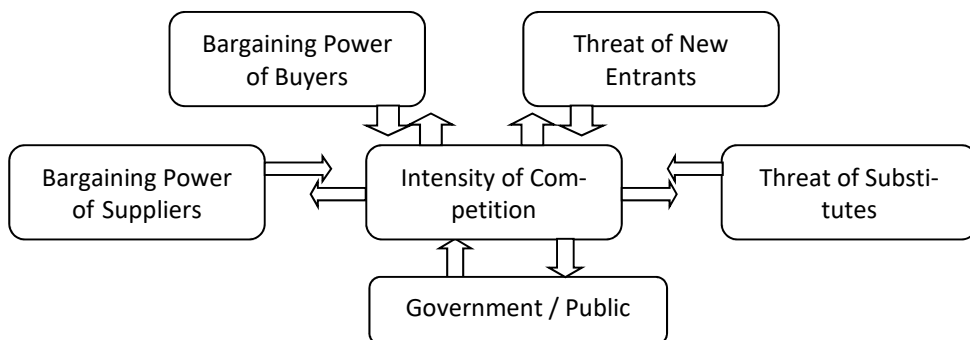 Bargaining Power
of Buyers
Threat of New
Entrants
Bargaining Power
of Suppliers
Intensity of Com-
petition
Threat of Substi-
tutes
Government / Public